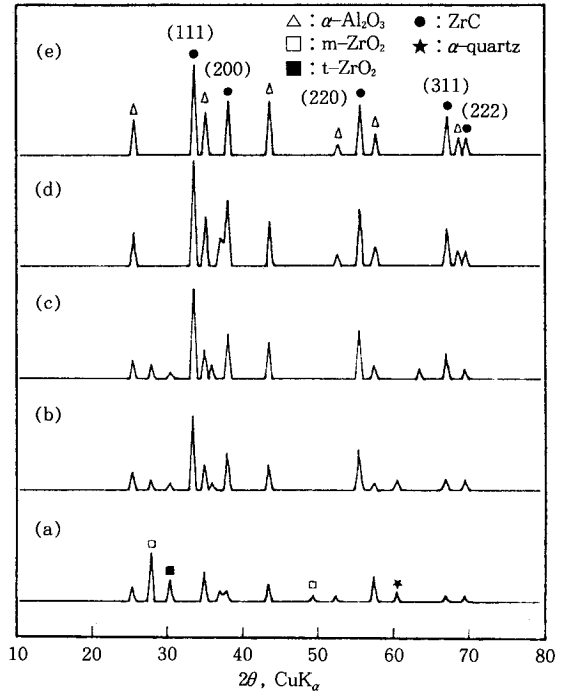 △ : α-Al₂O₃ ● : ZrC
□ : m-ZrO₂ ★ : α-quartz
■ : t-ZrO₂
(e)
(111)
(200)
(220)
(311)
(222)
(d)
(c)
(b)
(a)
10 20 30 40 50 60 70 80
2θ, CuKα